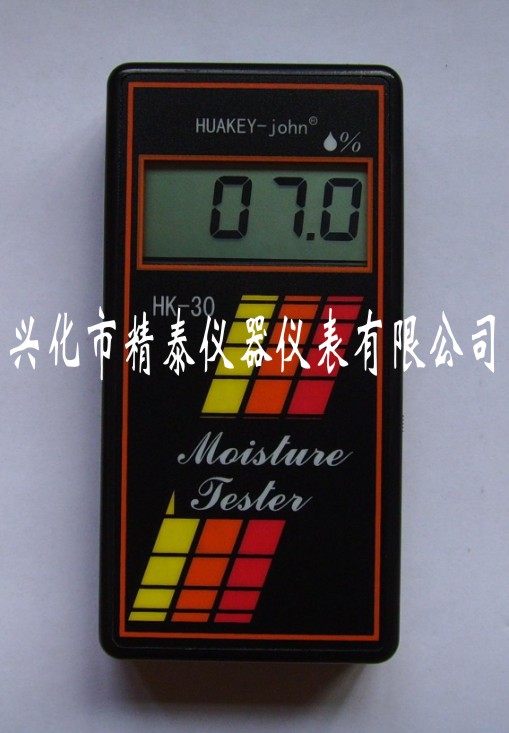 HUAKEY-john®
%
07.0
HK-30
兴化市精泰仪器仪表有限公司
Moisture
Tester